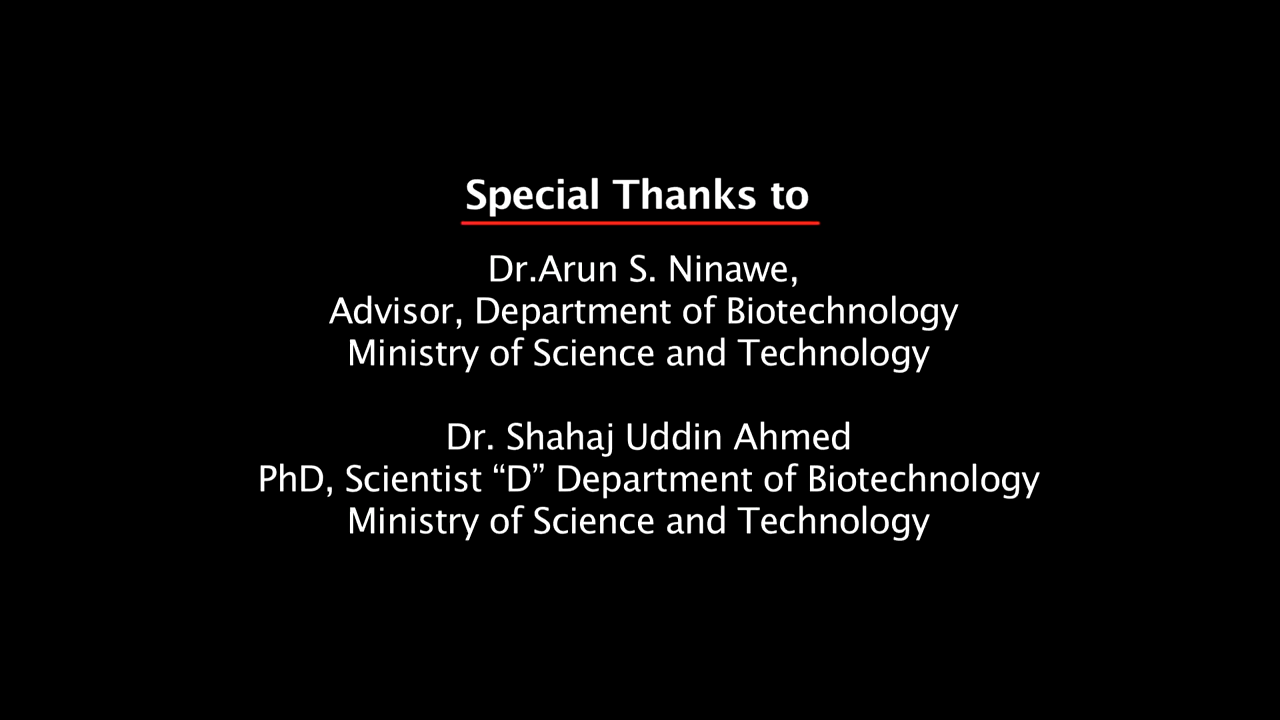 Special Thanks to
Dr.Arun S. Ninawe,
Advisor, Department of Biotechnology
Ministry of Science and Technology
Dr. Shahaj Uddin Ahmed
PhD, Scientist “D” Department of Biotechnology
Ministry of Science and Technology